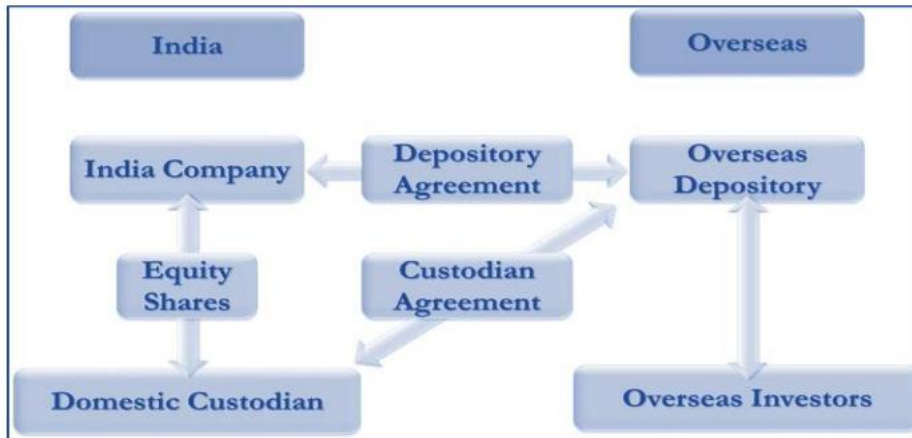 India
Overseas
India Company
Depository
Agreement
Overseas
Depository
Equity
Shares
Custodian
Agreement
Domestic Custodian
Overseas Investors